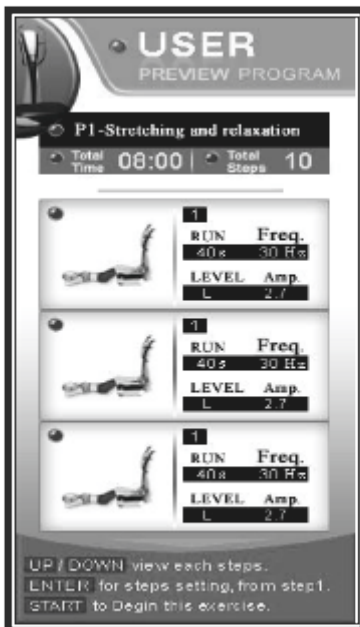 USER
PREVIEW PROGRAM
P1-Stretching and relaxation
Total Time 08:00 | Total Steps 10
1
RUN Freq.
40s 30 Hz
LEVEL Amp.
L 2.7
1
RUN Freq.
40s 30 Hz
LEVEL Amp.
L 2.7
1
RUN Freq.
40s 30 Hz
LEVEL Amp.
L 2.7
UP / DOWN view each steps.
ENTER for steps setting, from step1.
START to Begin this exercise.